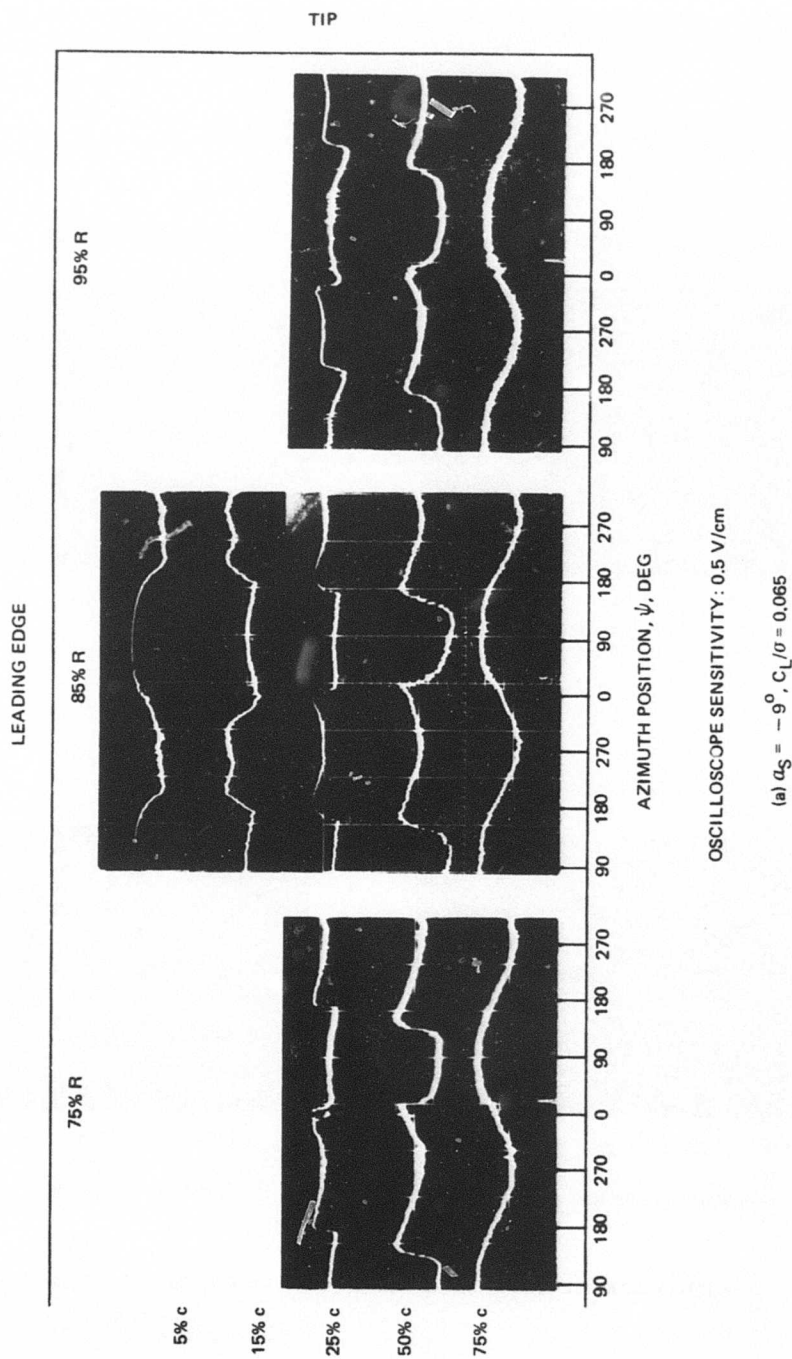 TIP
LEADING EDGE
75% R
85% R
95% R
5% c
15% c
25% c
50% c
75% c
90 180 270 0 90 180 270
90 180 270 0 90 180 270
90 180 270 0 90 180 270
AZIMUTH POSITION, ψ, DEG
OSCILLOSCOPE SENSITIVITY: 0.5 V/cm
(a) αS = − 9°, CL/σ = 0.065